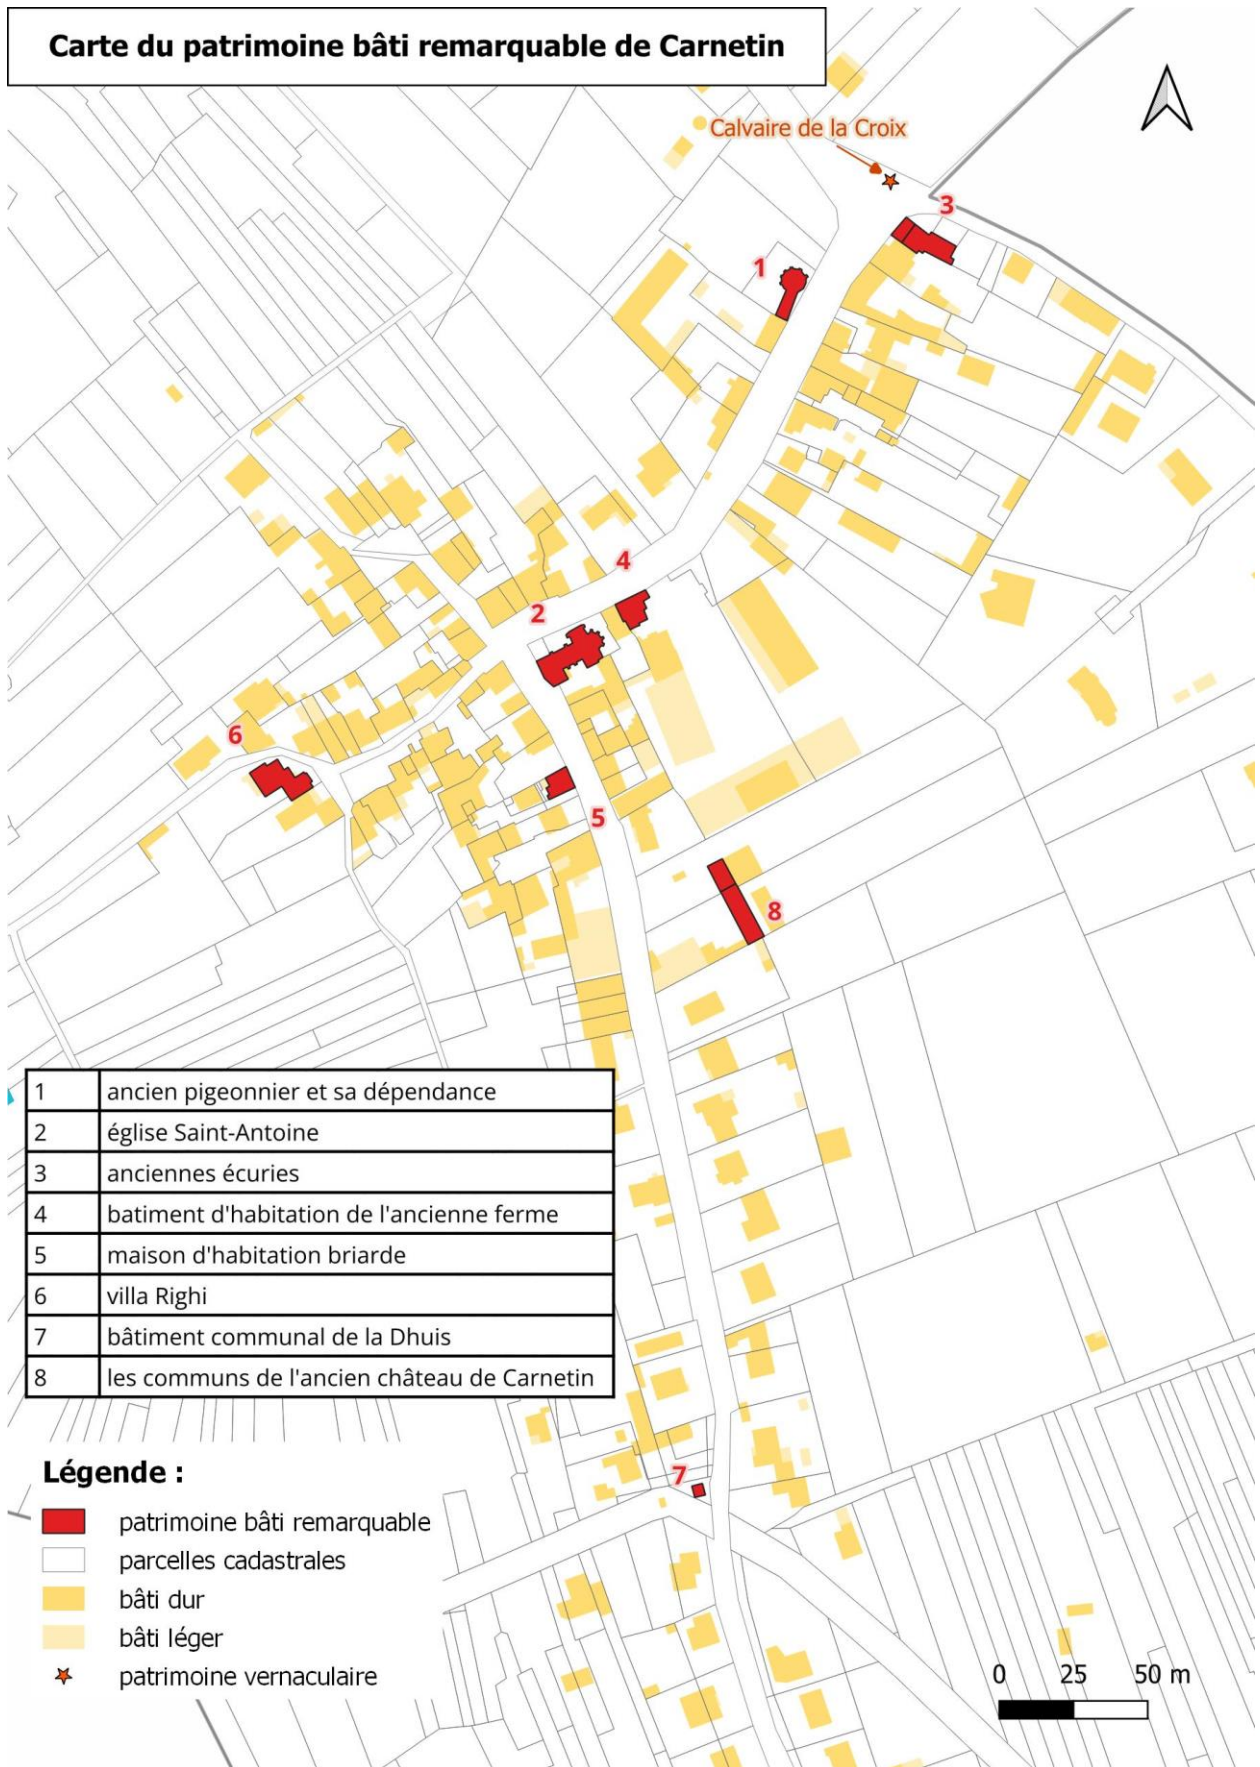 Carte du patrimoine bâti remarquable de Carnetin
Calvaire de la Croix
3
1
4
2
6
5
8
1 ancien pigeonnier et sa dépendance
2 église Saint-Antoine
3 anciennes écuries
4 batiment d'habitation de l'ancienne ferme
5 maison d'habitation briarde
6 villa Righi
7 bâtiment communal de la Dhuis
8 les communs de l'ancien château de Carnetin
7
Légende :
patrimoine bâti remarquable
parcelles cadastrales
bâti dur
bâti léger
patrimoine vernaculaire
0 25 50 m